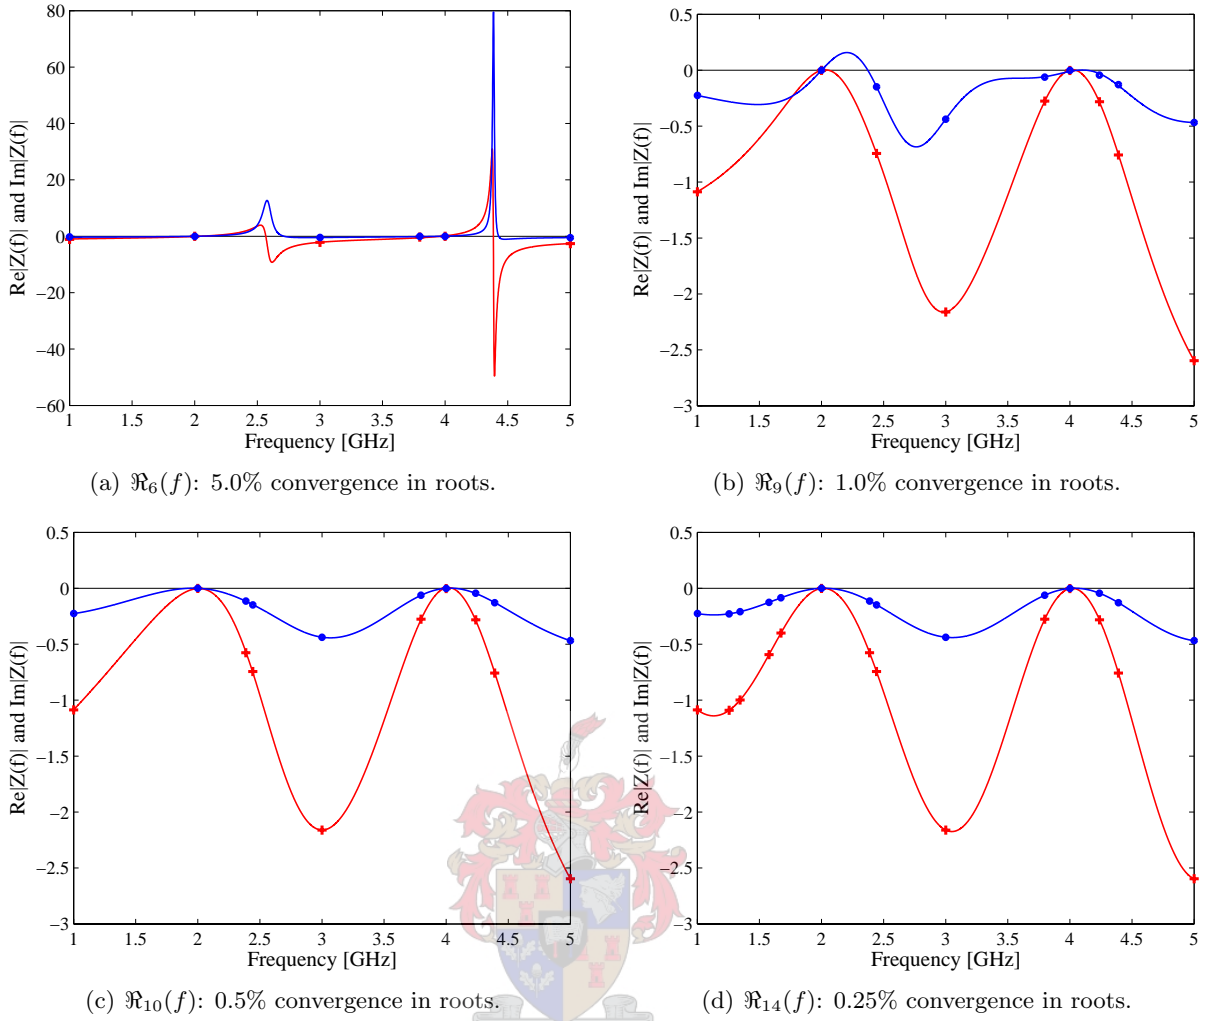 80
60
40
20
0
−20
−40
−60
1 1.5 2 2.5 3 3.5 4 4.5 5
Re|Z(f)| and Im|Z(f)|
Frequency [GHz]
(a) ℜ6(f): 5.0% convergence in roots.
0.5
0
−0.5
−1
−1.5
−2
−2.5
−3
1 1.5 2 2.5 3 3.5 4 4.5 5
Re|Z(f)| and Im|Z(f)|
Frequency [GHz]
(b) ℜ9(f): 1.0% convergence in roots.
0.5
0
−0.5
−1
−1.5
−2
−2.5
−3
1 1.5 2 2.5 3 3.5 4 4.5 5
Re|Z(f)| and Im|Z(f)|
Frequency [GHz]
(c) ℜ10(f): 0.5% convergence in roots.
0.5
0
−0.5
−1
−1.5
−2
−2.5
−3
1 1.5 2 2.5 3 3.5 4 4.5 5
Re|Z(f)| and Im|Z(f)|
Frequency [GHz]
(d) ℜ14(f): 0.25% convergence in roots.